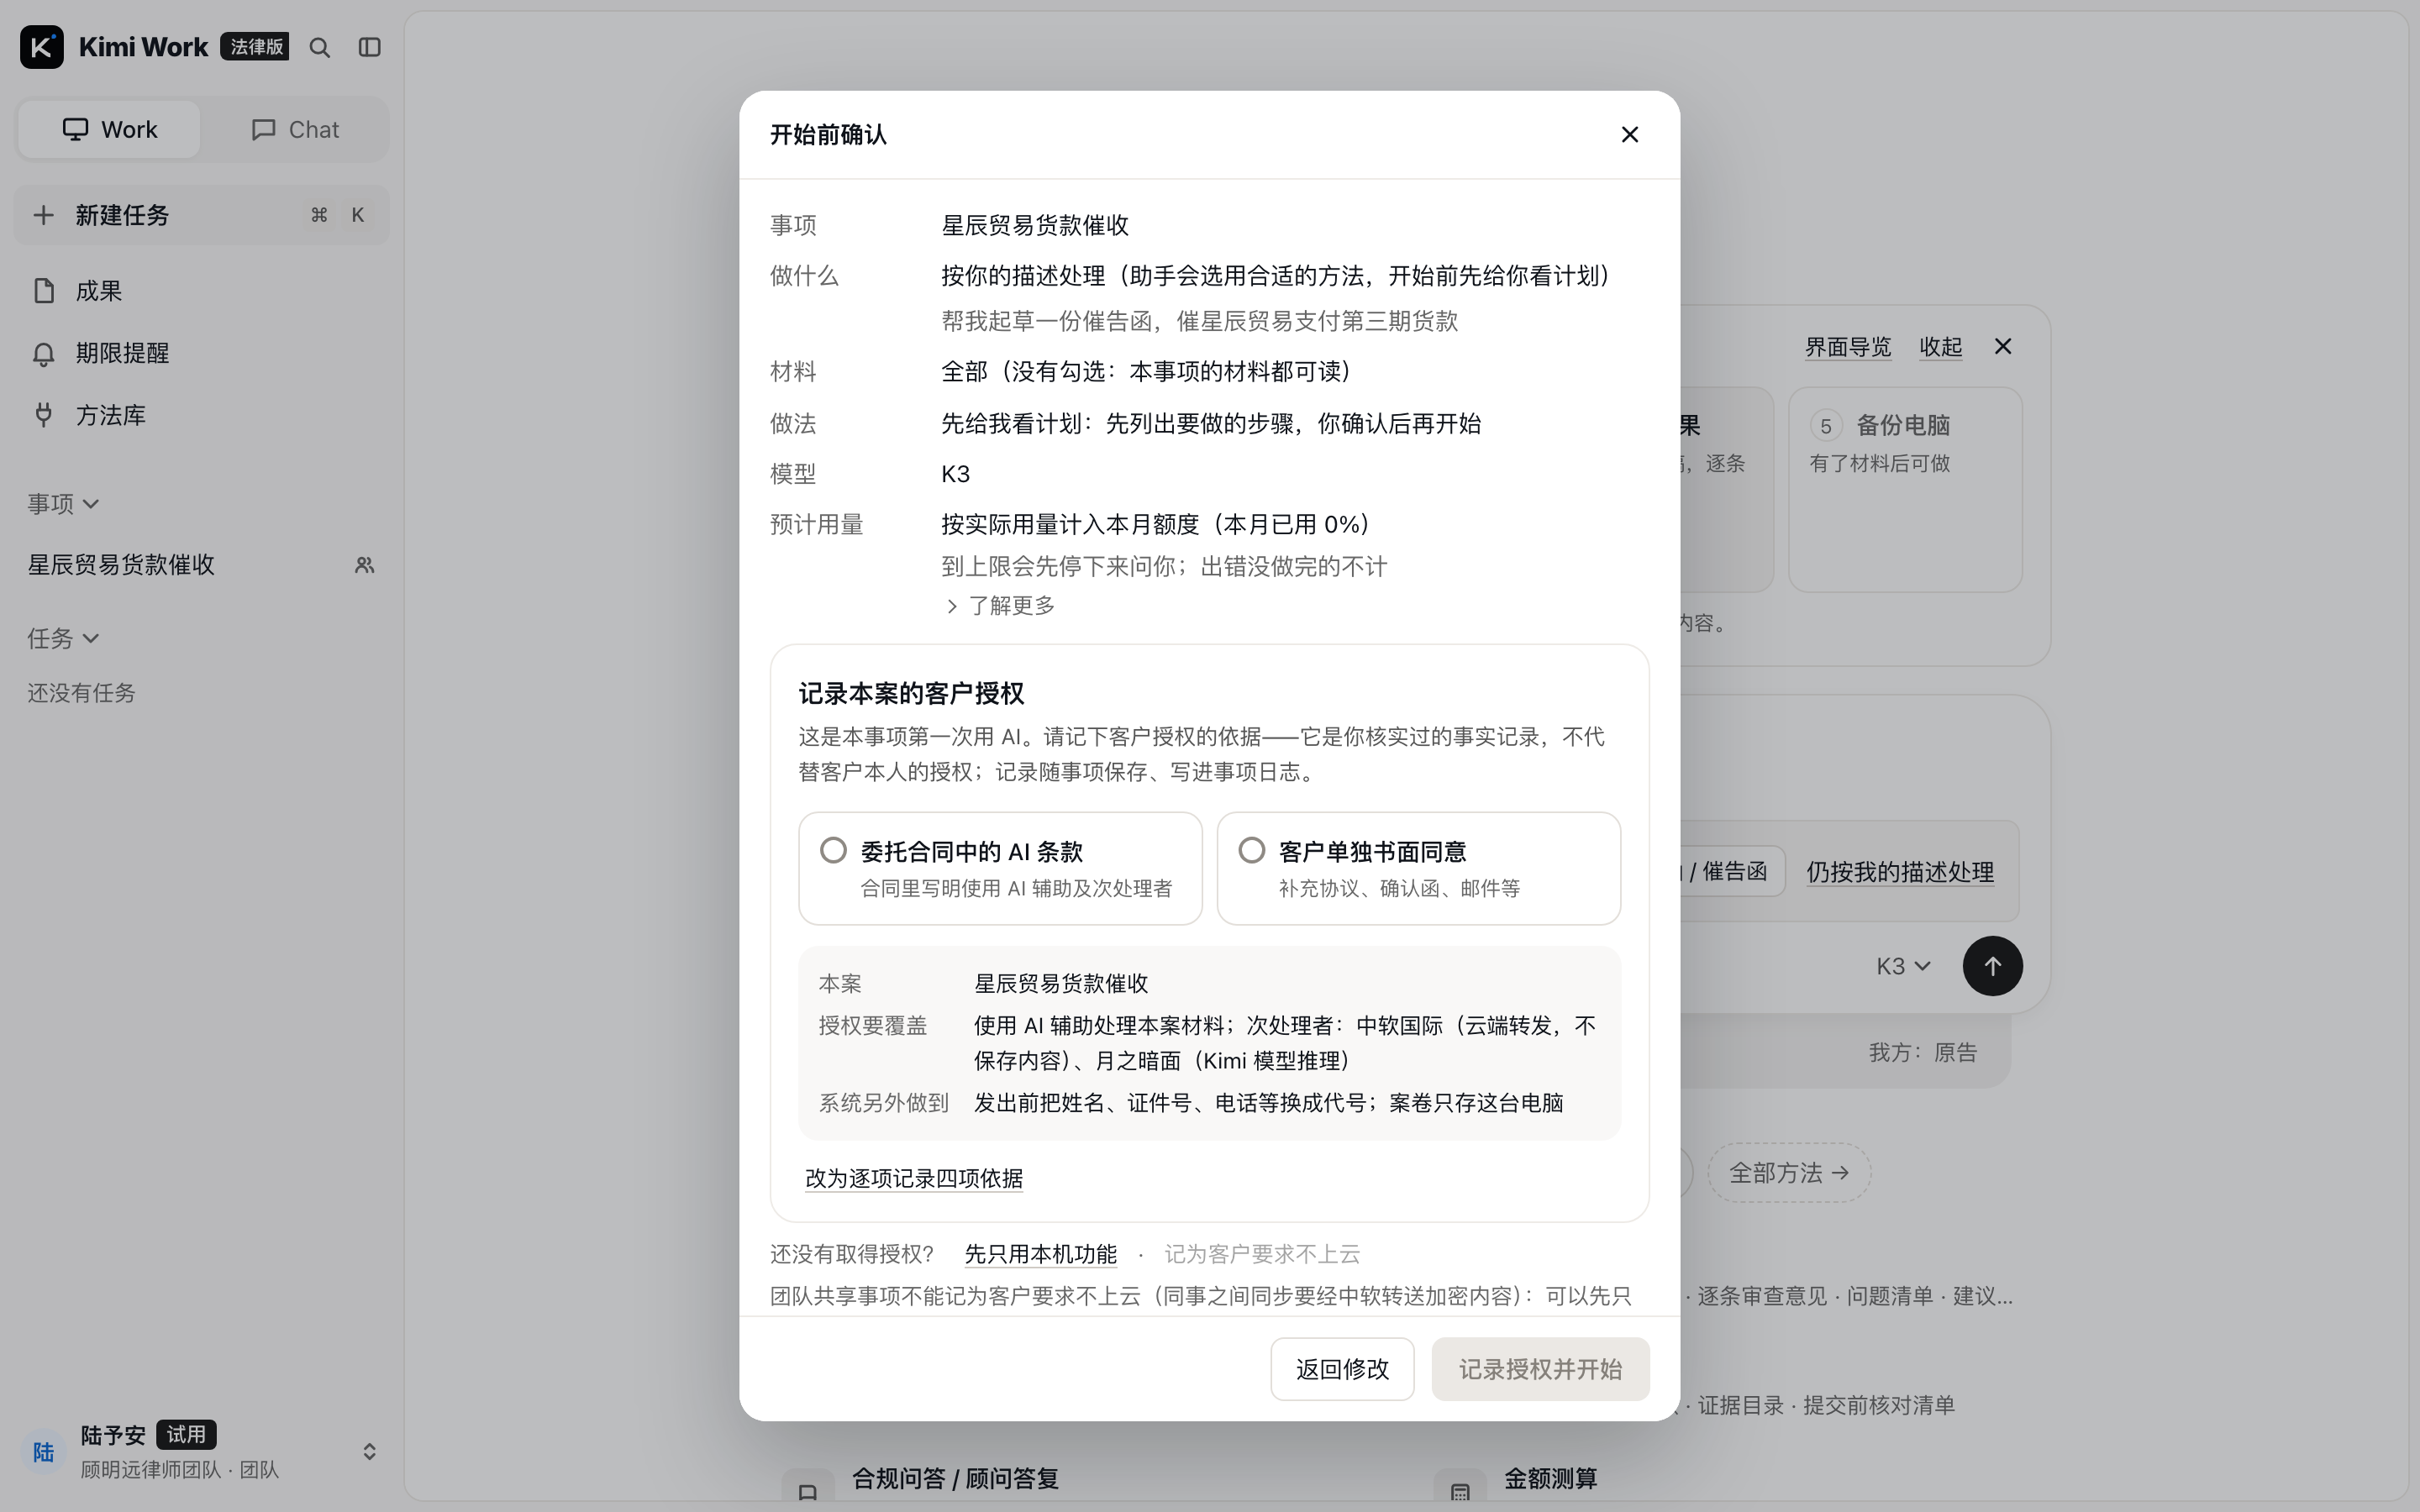 Kimi Work 法律版
Work
Chat
新建任务 ⌘ K
成果
期限提醒
方法库
事项
星辰贸易货款催收
任务
还没有任务
陆 陆予安 试用
顾明远律师团队 · 团队
开始前确认
事项 星辰贸易货款催收
做什么 按你的描述处理（助手会选用合适的方法，开始前先给你看计划）
帮我起草一份催告函，催星辰贸易支付第三期货款
材料 全部（没有勾选：本事项的材料都可读）
做法 先给我看计划：先列出要做的步骤，你确认后再开始
模型 K3
预计用量 按实际用量计入本月额度（本月已用 0%）
到上限会先停下来问你；出错没做完的不计
了解更多
记录本案的客户授权
这是本事项第一次用 AI。请记下客户授权的依据——它是你核实过的事实记录，不代
替客户本人的授权；记录随事项保存、写进事项日志。
委托合同中的 AI 条款
合同里写明使用 AI 辅助及次处理者
客户单独书面同意
补充协议、确认函、邮件等
本案 星辰贸易货款催收
授权要覆盖 使用 AI 辅助处理本案材料；次处理者：中软国际（云端转发，不
保存内容）、月之暗面（Kimi 模型推理）
系统另外做到 发出前把姓名、证件号、电话等换成代号；案卷只存这台电脑
改为逐项记录四项依据
还没有取得授权？ 先只用本机功能 · 记为客户要求不上云
团队共享事项不能记为客户要求不上云（同事之间同步要经中软转送加密内容）：可以先只
返回修改
记录授权并开始
界面导览 收起
果
，逐条
5 备份电脑
有了材料后可做
内容。
/ 催告函
仍按我的描述处理
K3
我方：原告
全部方法 →
· 逐条审查意见 · 问题清单 · 建议...
· 证据目录 · 提交前核对清单
合规问答 / 顾问答复
金额测算